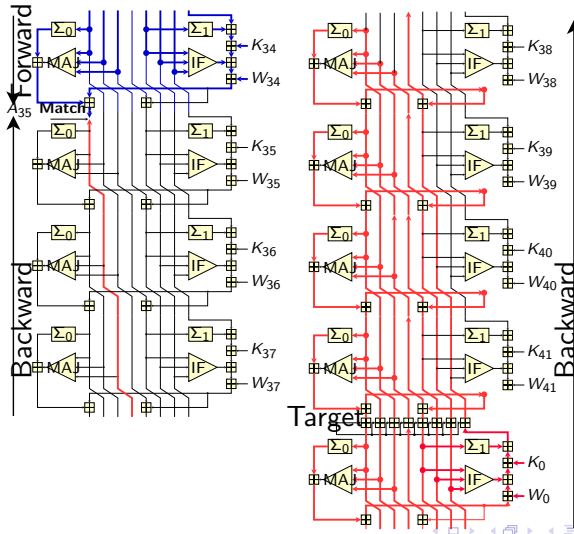 Forward
Σ₀
Σ₁
MAJ
IF
K₃₄
W₃₄
A₃₅ Match
Backward
Σ₀
Σ₁
MAJ
IF
K₃₅
W₃₅
Σ₀
Σ₁
MAJ
IF
K₃₆
W₃₆
Σ₀
Σ₁
MAJ
IF
K₃₇
W₃₇
Σ₀
Σ₁
MAJ
IF
K₃₈
W₃₈
Σ₀
Σ₁
MAJ
IF
K₃₉
W₃₉
Σ₀
Σ₁
MAJ
IF
K₄₀
W₄₀
Σ₀
Σ₁
MAJ
IF
K₄₁
W₄₁
Target
Σ₀
Σ₁
MAJ
IF
K₀
W₀
Backward